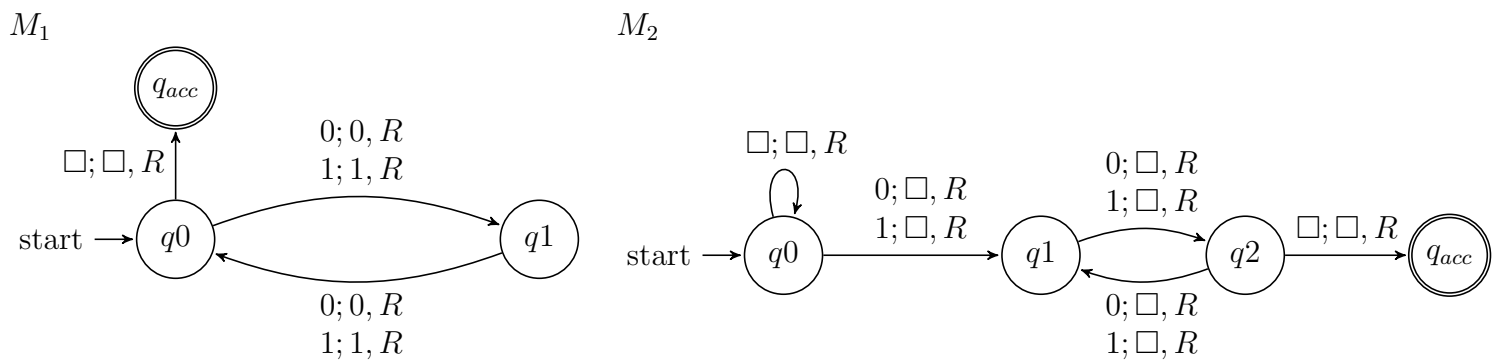 M₁
q_acc
□; □, R
0; 0, R
1; 1, R
start
q0
q1
0; 0, R
1; 1, R
M₂
□; □, R
0; □, R
1; □, R
0; □, R
1; □, R
□; □, R
start
q0
q1
q2
q_acc
0; □, R
1; □, R